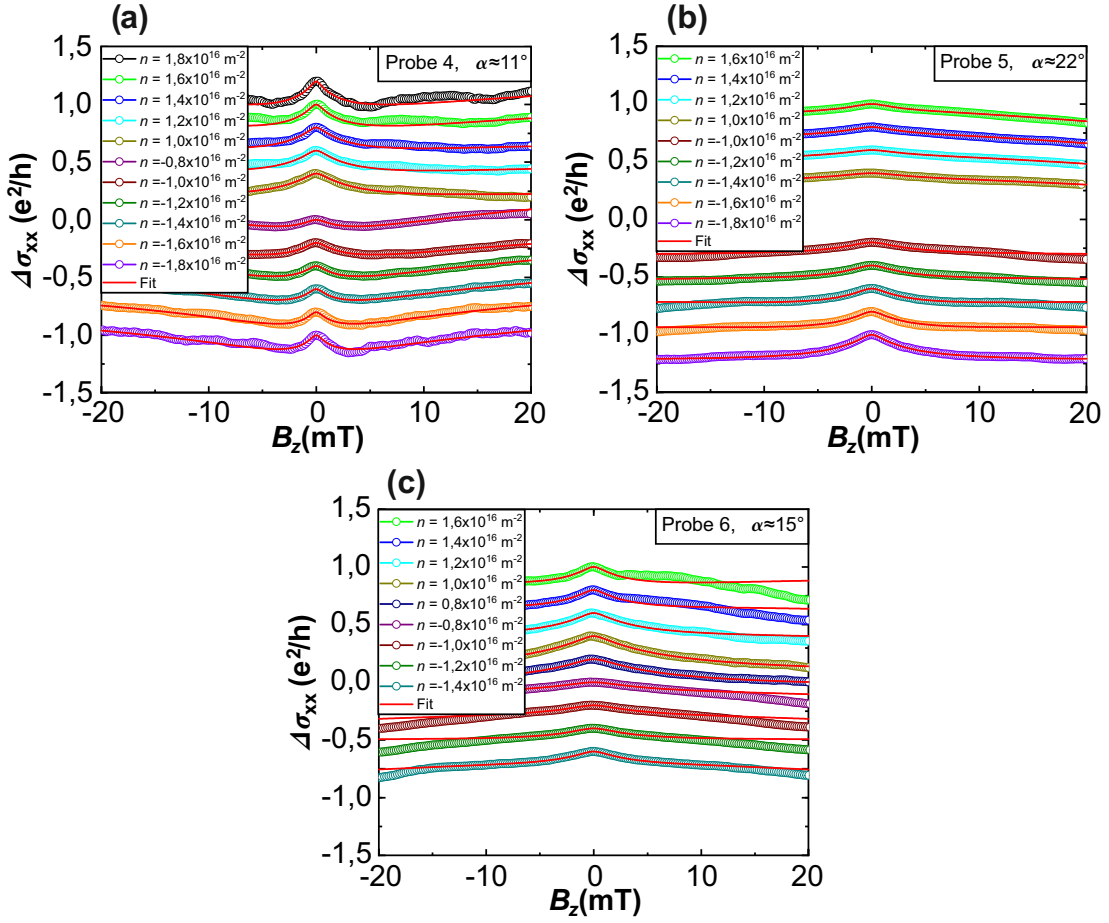 (a)
Δσxx (e²/h)
1,5
1,0
0,5
0,0
-0,5
-1,0
-1,5
n = 1,8x10¹⁶ m⁻²
n = 1,6x10¹⁶ m⁻²
n = 1,4x10¹⁶ m⁻²
n = 1,2x10¹⁶ m⁻²
n = 1,0x10¹⁶ m⁻²
n =-0,8x10¹⁶ m⁻²
n =-1,0x10¹⁶ m⁻²
n =-1,2x10¹⁶ m⁻²
n =-1,4x10¹⁶ m⁻²
n =-1,6x10¹⁶ m⁻²
n =-1,8x10¹⁶ m⁻²
Fit
Probe 4, α≈11°
-20 -10 0 10 20
Bz(mT)
(b)
Δσxx (e²/h)
1,5
1,0
0,5
0,0
-0,5
-1,0
-1,5
n = 1,6x10¹⁶ m⁻²
n = 1,4x10¹⁶ m⁻²
n = 1,2x10¹⁶ m⁻²
n = 1,0x10¹⁶ m⁻²
n =-1,0x10¹⁶ m⁻²
n =-1,2x10¹⁶ m⁻²
n =-1,4x10¹⁶ m⁻²
n =-1,6x10¹⁶ m⁻²
n =-1,8x10¹⁶ m⁻²
Fit
Probe 5, α≈22°
-20 -10 0 10 20
Bz(mT)
(c)
Δσxx (e²/h)
1,5
1,0
0,5
0,0
-0,5
-1,0
-1,5
n = 1,6x10¹⁶ m⁻²
n = 1,4x10¹⁶ m⁻²
n = 1,2x10¹⁶ m⁻²
n = 1,0x10¹⁶ m⁻²
n = 0,8x10¹⁶ m⁻²
n =-0,8x10¹⁶ m⁻²
n =-1,0x10¹⁶ m⁻²
n =-1,2x10¹⁶ m⁻²
n =-1,4x10¹⁶ m⁻²
Fit
Probe 6, α≈15°
-20 -10 0 10 20
Bz(mT)